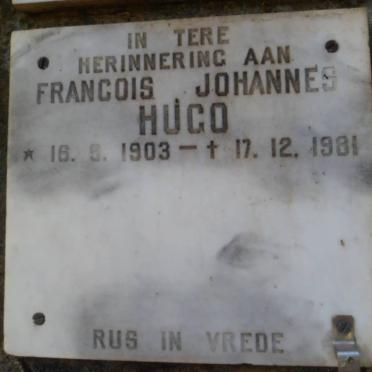 IN TERE
HERINNERING AAN
FRANCOIS JOHANNES
HUGO
* 16. 9. 1903 — † 17. 12. 1981
RUS IN VREDE